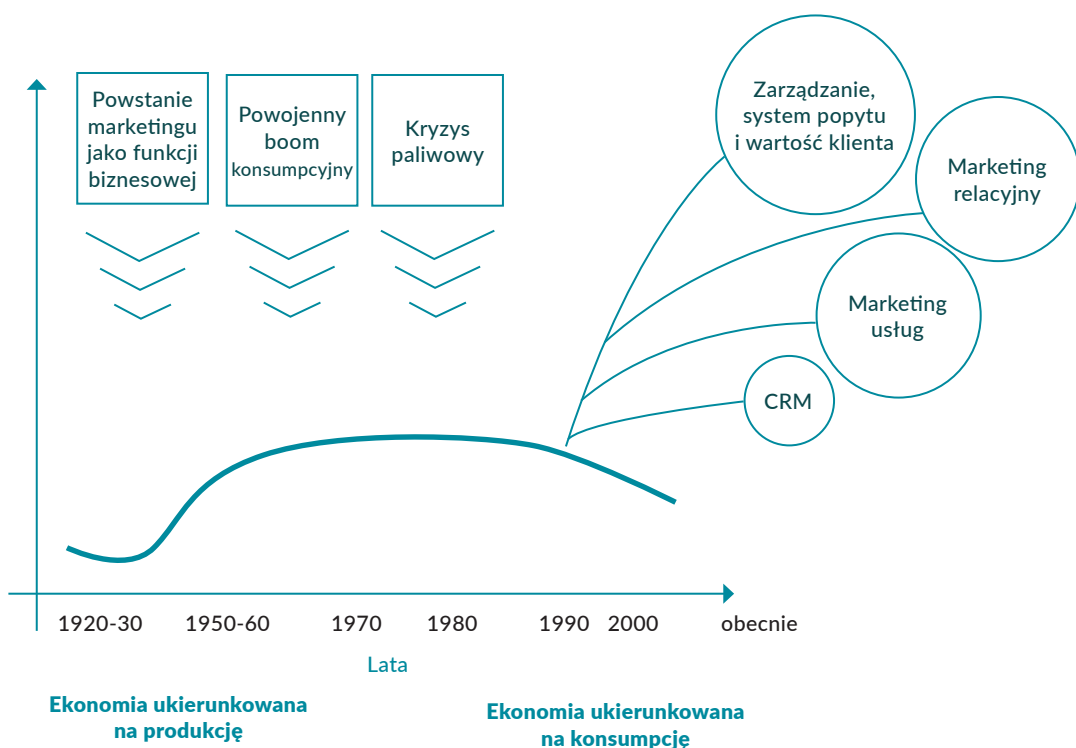 Powstanie
marketingu
jako funkcji
biznesowej
Powojenny
boom
konsumpcyjny
Kryzys
paliwowy
Zarządzanie,
system popytu
i wartość klienta
Marketing
relacyjny
Marketing
usług
CRM
1920-30
1950-60
1970
1980
1990
2000
obecnie
Lata
Ekonomia ukierunkowana
na produkcję
Ekonomia ukierunkowana
na konsumpcję